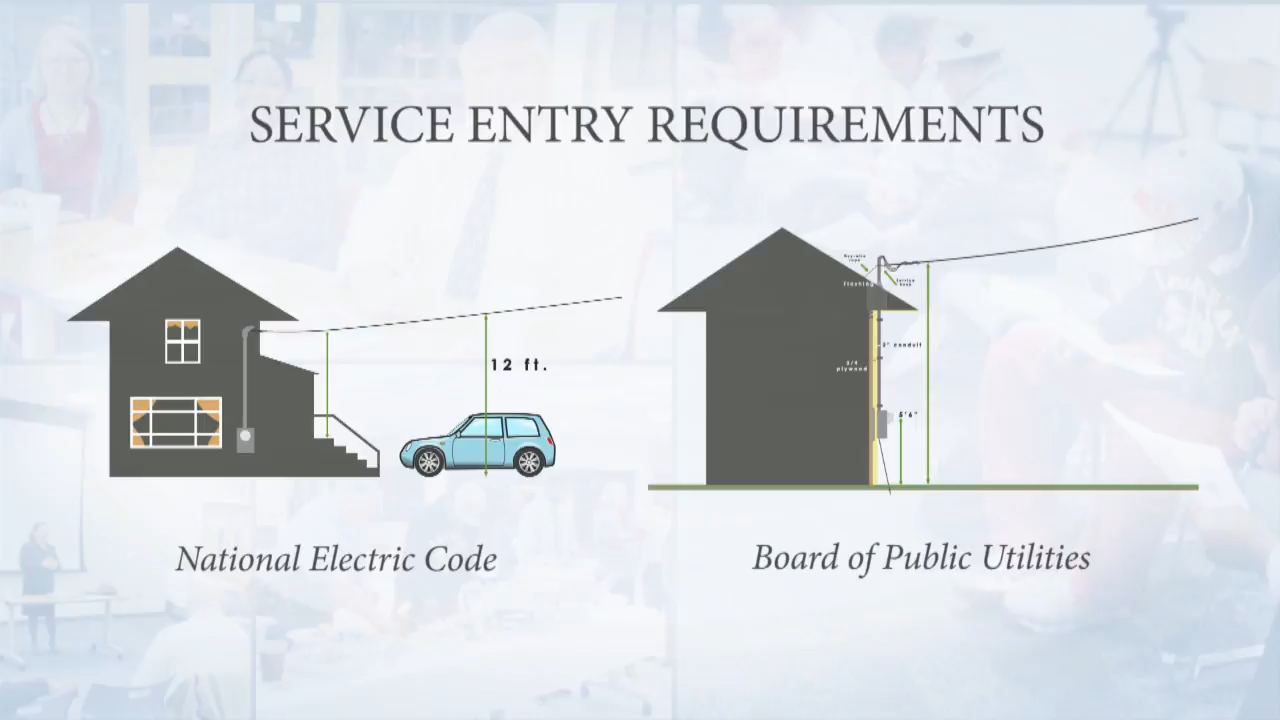 SERVICE ENTRY REQUIREMENTS
12 ft.
National Electric Code
flashing
2" conduit
3/4
plywood
5'6"
Board of Public Utilities